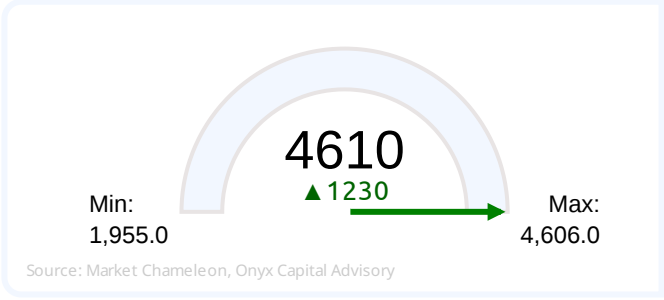 4610
▲1230
Min:
1,955.0
Max:
4,606.0
Source: Market Chameleon, Onyx Capital Advisory